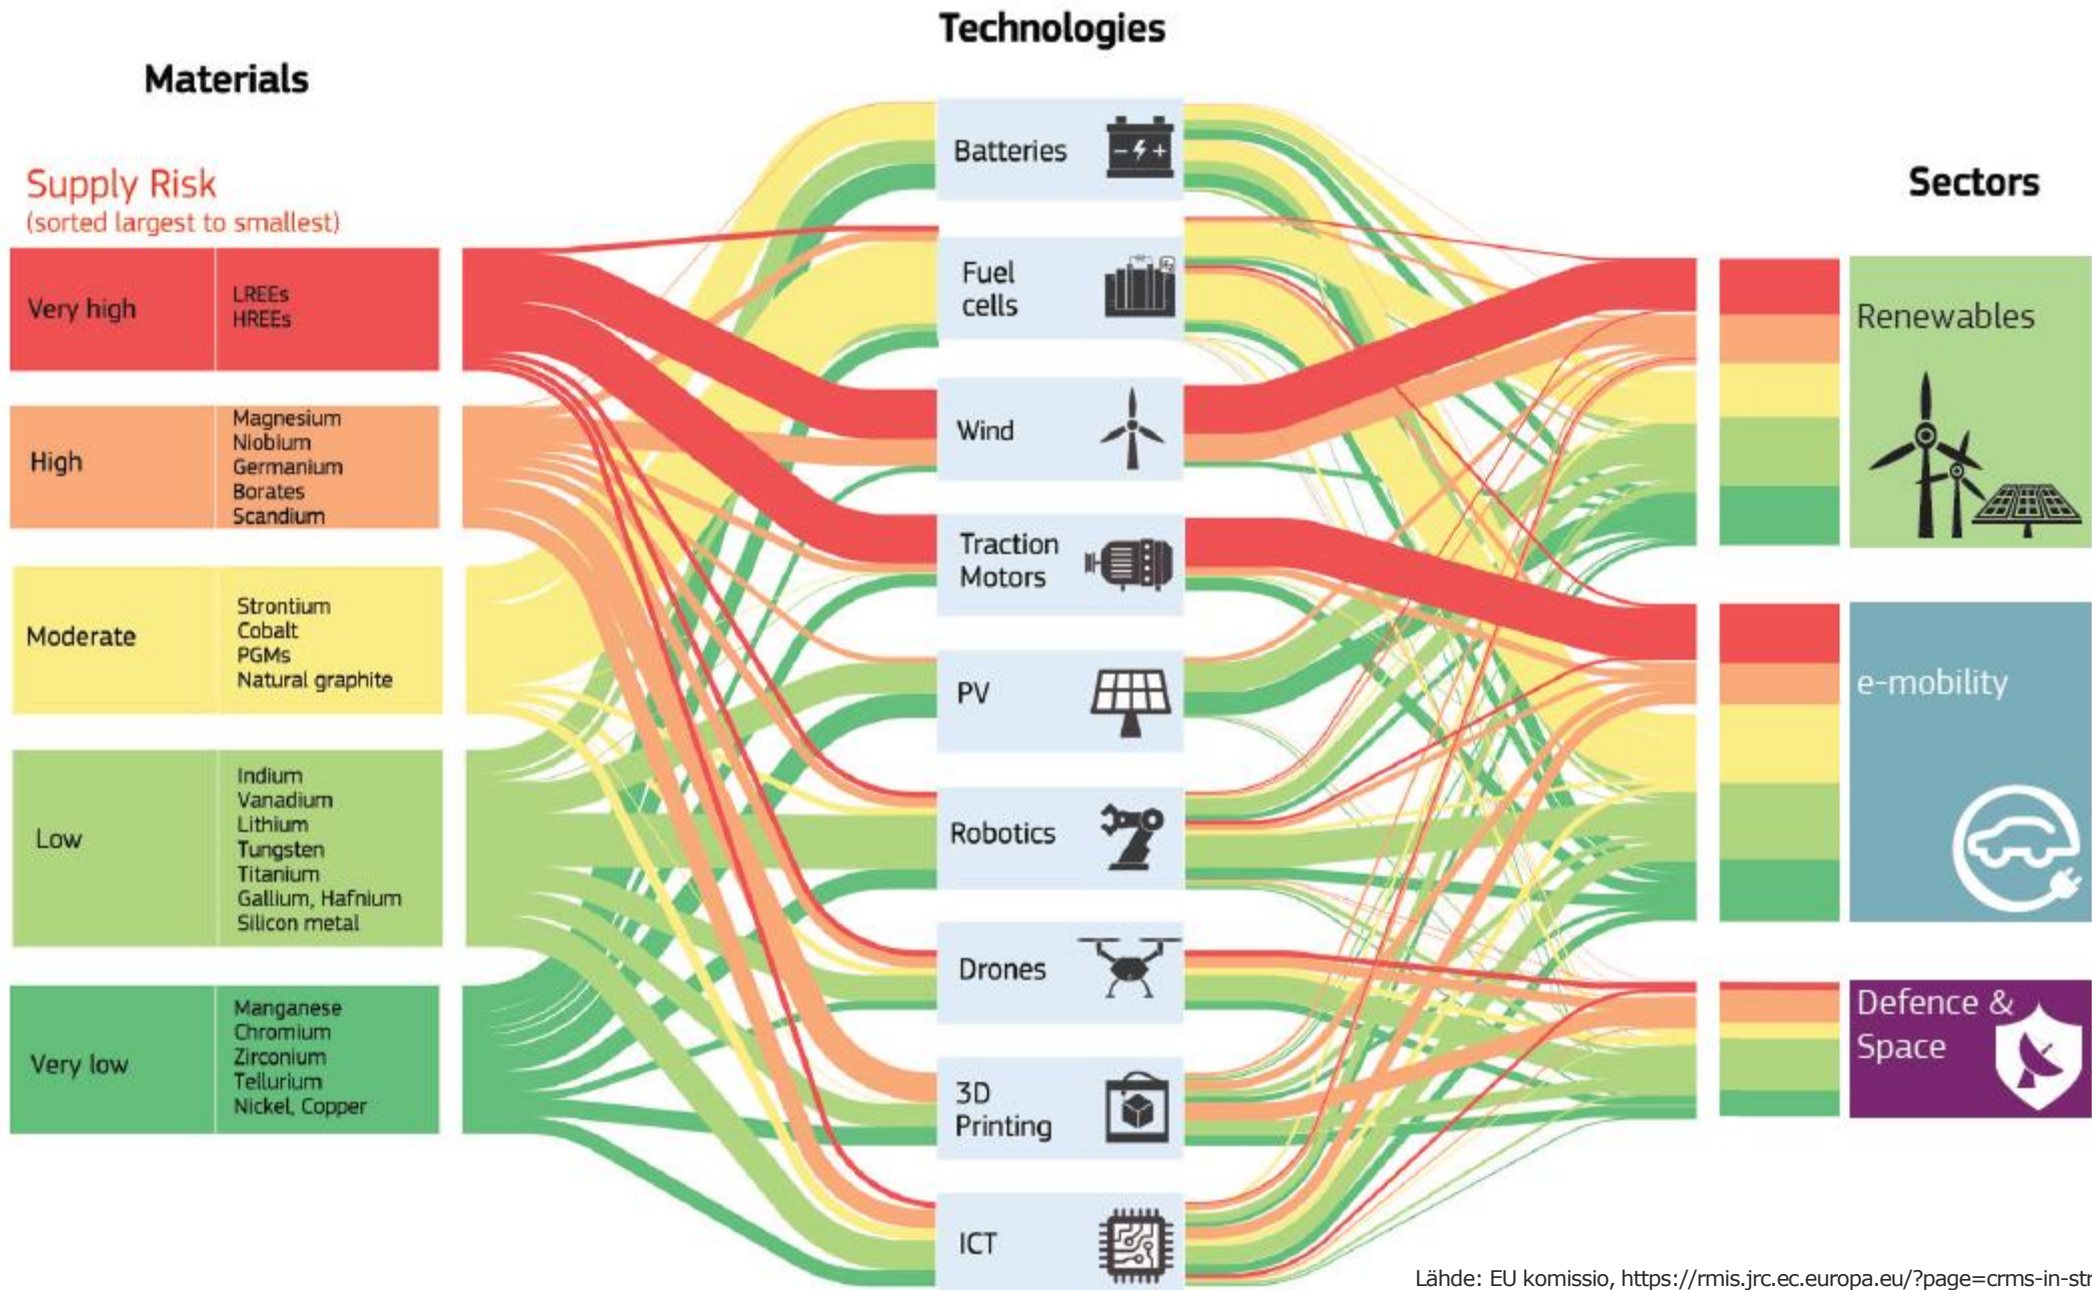 Technologies
Materials
Supply Risk
(sorted largest to smallest)
Very high
LREEs
HREEs
High
Magnesium
Niobium
Germanium
Borates
Scandium
Moderate
Strontium
Cobalt
PGMs
Natural graphite
Low
Indium
Vanadium
Lithium
Tungsten
Titanium
Gallium, Hafnium
Silicon metal
Very low
Manganese
Chromium
Zirconium
Tellurium
Nickel, Copper
Batteries
Fuel
cells
Wind
Traction
Motors
PV
Robotics
Drones
3D
Printing
ICT
Sectors
Renewables
e-mobility
Defence &
Space
Lähde: EU komissio, https://rmis.jrc.ec.europa.eu/?page=crms-in-str